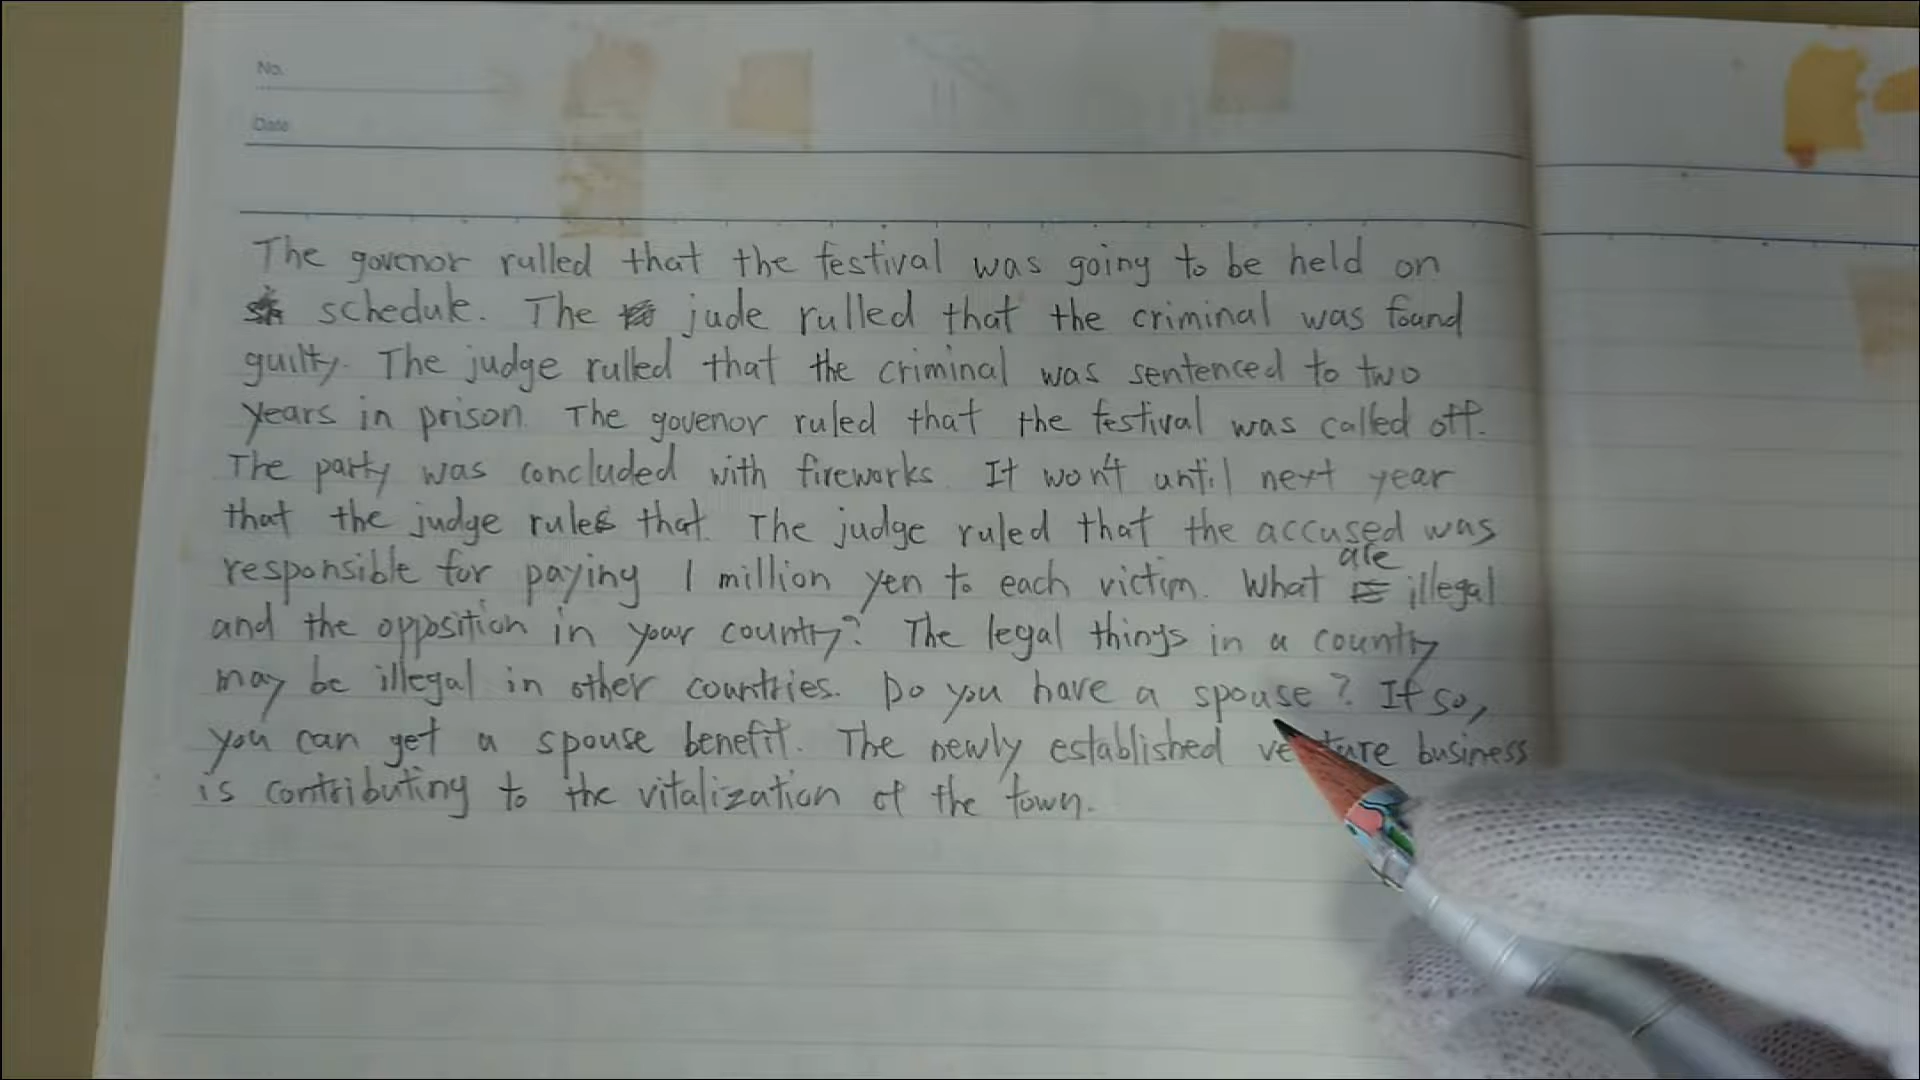 No.
Date
The govenor rulled that the festival was going to be held on
schedule. The jude rulled that the criminal was found
guilty. The judge rulled that the criminal was sentenced to two
years in prison. The govenor ruled that the festival was called off.
The party was concluded with fireworks. It won't until next year
that the judge rules that. The judge ruled that the accused was
are
responsible for paying 1 million yen to each victim. What illegal
and the opposition in your country? The legal things in a country
may be illegal in other countries. Do you have a spouse? If so,
you can get a spouse benefit. The newly established business
is contributing to the vitalization of the town.